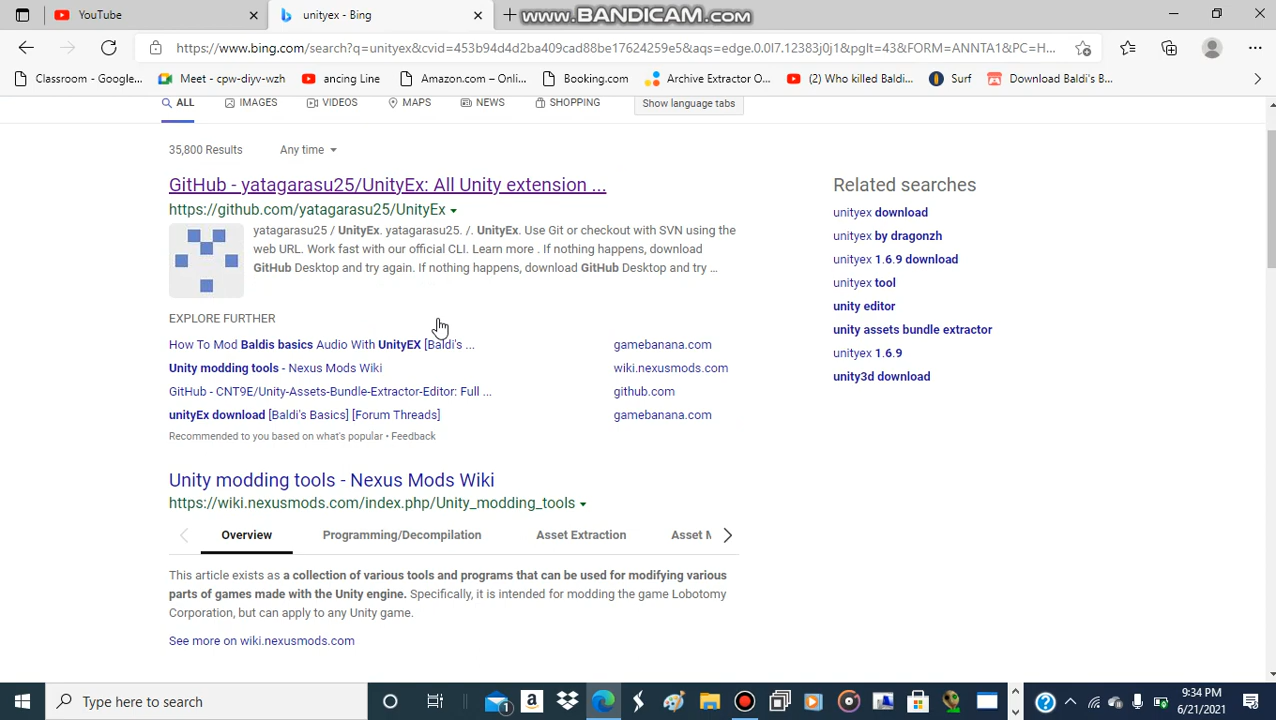 YouTube
unityex - Bing
www.BANDICAM.com
https://www.bing.com/search?q=unityex&cvid=453b94d4d2ba409cad88be17624259e5&aqs=edge.0.0l7.12383j0j1&pglt=43&FORM=ANNTA1&PC=H...
Classroom - Google...
Meet - cpw-diyv-wzh
ancing Line
Amazon.com – Onli...
Booking.com
Archive Extractor O...
(2) Who killed Baldi...
Surf
Download Baldi's B...
ALL
IMAGES
VIDEOS
MAPS
NEWS
SHOPPING
Show language tabs
35,800 Results
Any time
GitHub - yatagarasu25/UnityEx: All Unity extension ...
https://github.com/yatagarasu25/UnityEx
yatagarasu25 / UnityEx. yatagarasu25. /. UnityEx. Use Git or checkout with SVN using the
web URL. Work fast with our official CLI. Learn more . If nothing happens, download
GitHub Desktop and try again. If nothing happens, download GitHub Desktop and try ...
EXPLORE FURTHER
How To Mod Baldis basics Audio With UnityEX [Baldi's ...
gamebanana.com
Unity modding tools - Nexus Mods Wiki
wiki.nexusmods.com
GitHub - CNT9E/Unity-Assets-Bundle-Extractor-Editor: Full ...
github.com
unityEx download [Baldi's Basics] [Forum Threads]
gamebanana.com
Recommended to you based on what's popular • Feedback
Unity modding tools - Nexus Mods Wiki
https://wiki.nexusmods.com/index.php/Unity_modding_tools
Overview
Programming/Decompilation
Asset Extraction
Asset M
This article exists as a collection of various tools and programs that can be used for modifying various
parts of games made with the Unity engine. Specifically, it is intended for modding the game Lobotomy
Corporation, but can apply to any Unity game.
See more on wiki.nexusmods.com
Related searches
unityex download
unityex by dragonzh
unityex 1.6.9 download
unityex tool
unity editor
unity assets bundle extractor
unityex 1.6.9
unity3d download
Type here to search
1
9:34 PM
6/21/2021